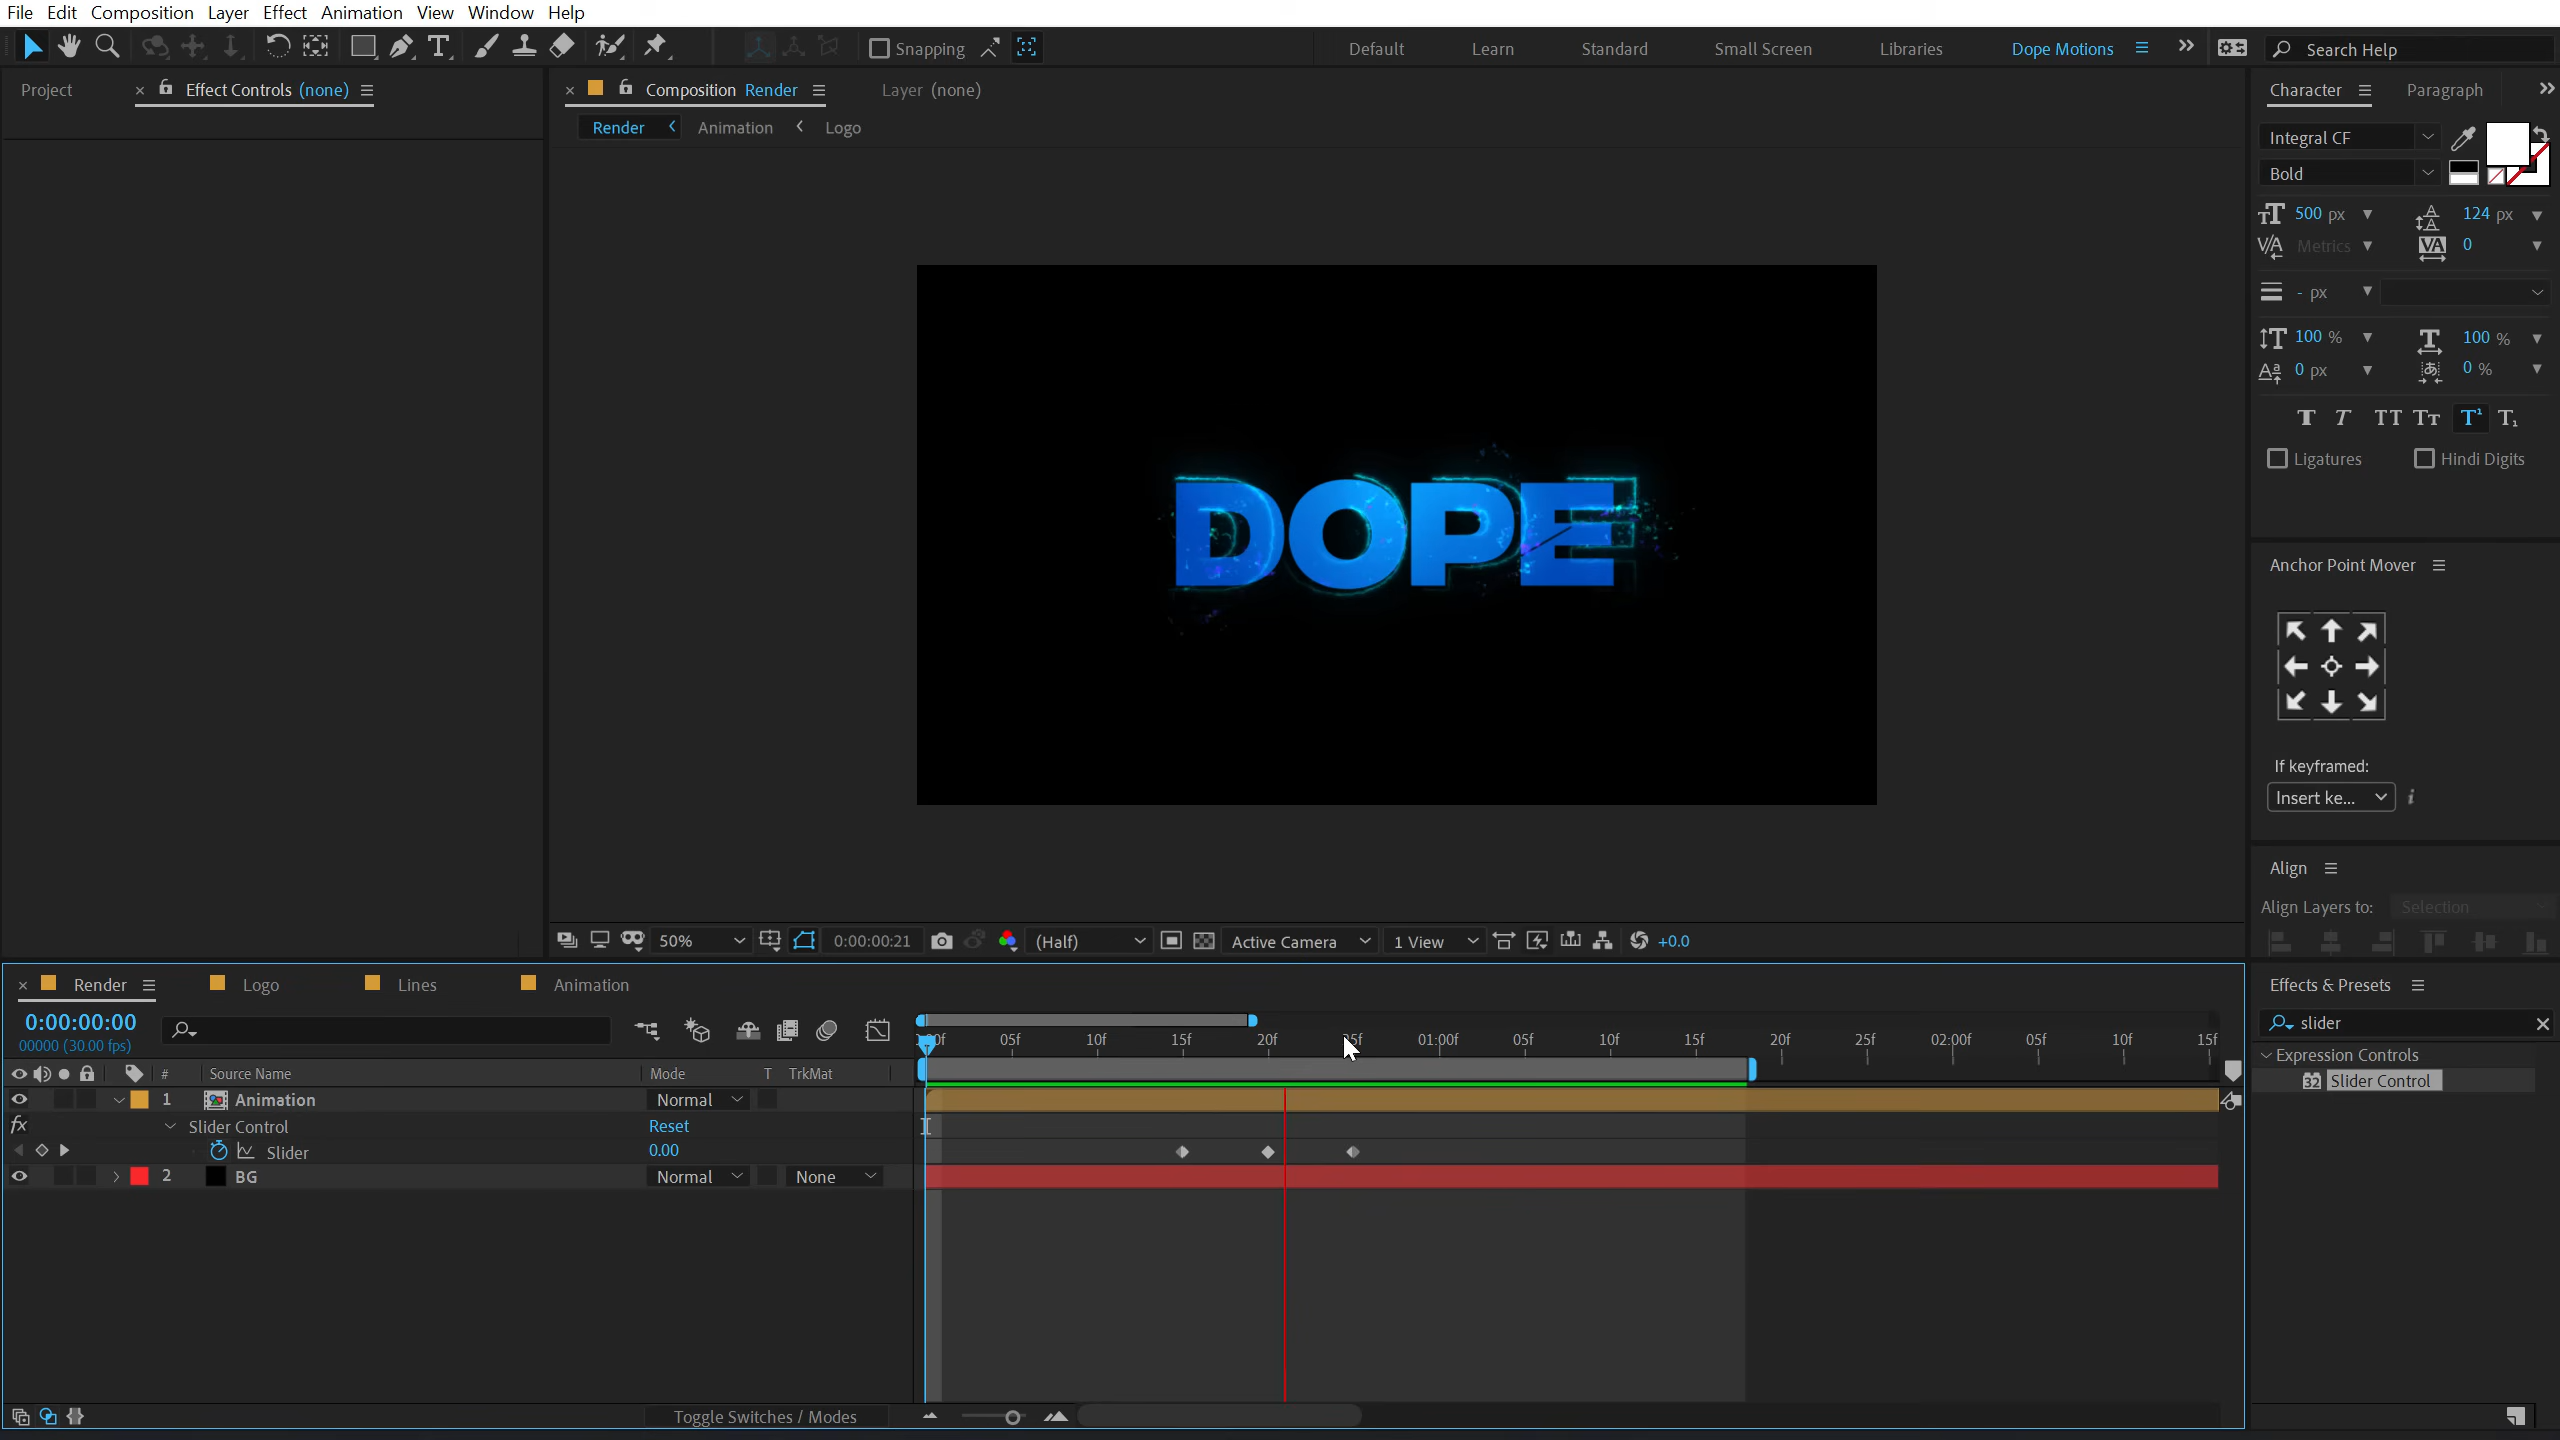 File Edit Composition Layer Effect Animation View Window Help
Snapping Default Learn Standard Small Screen Libraries Dope Motions Search Help
Project Effect Controls (none) Composition Render Layer (none) Character Paragraph
Render Animation Logo
Integral CF
Bold
500 px 124 px
Metrics 0
- px
100 % 100 %
0 px 0 %
Ligatures Hindi Digits
DOPE
Anchor Point Mover
If keyframed:
Insert ke...
Align
Align Layers to: Selection
50% 0:00:00:21 (Half) Active Camera 1 View +0.0
Render Logo Lines Animation Effects & Presets
0:00:00:00
00000 (30.00 fps)
slider
05f 10f 15f 20f 01:00f 05f 10f 15f 20f 25f 02:00f 05f 10f 15f
# Source Name Mode T TrkMat
Expression Controls
32 Slider Control
1 Animation Normal
fx Slider Control Reset
Slider 0.00
2 BG Normal None
Toggle Switches / Modes